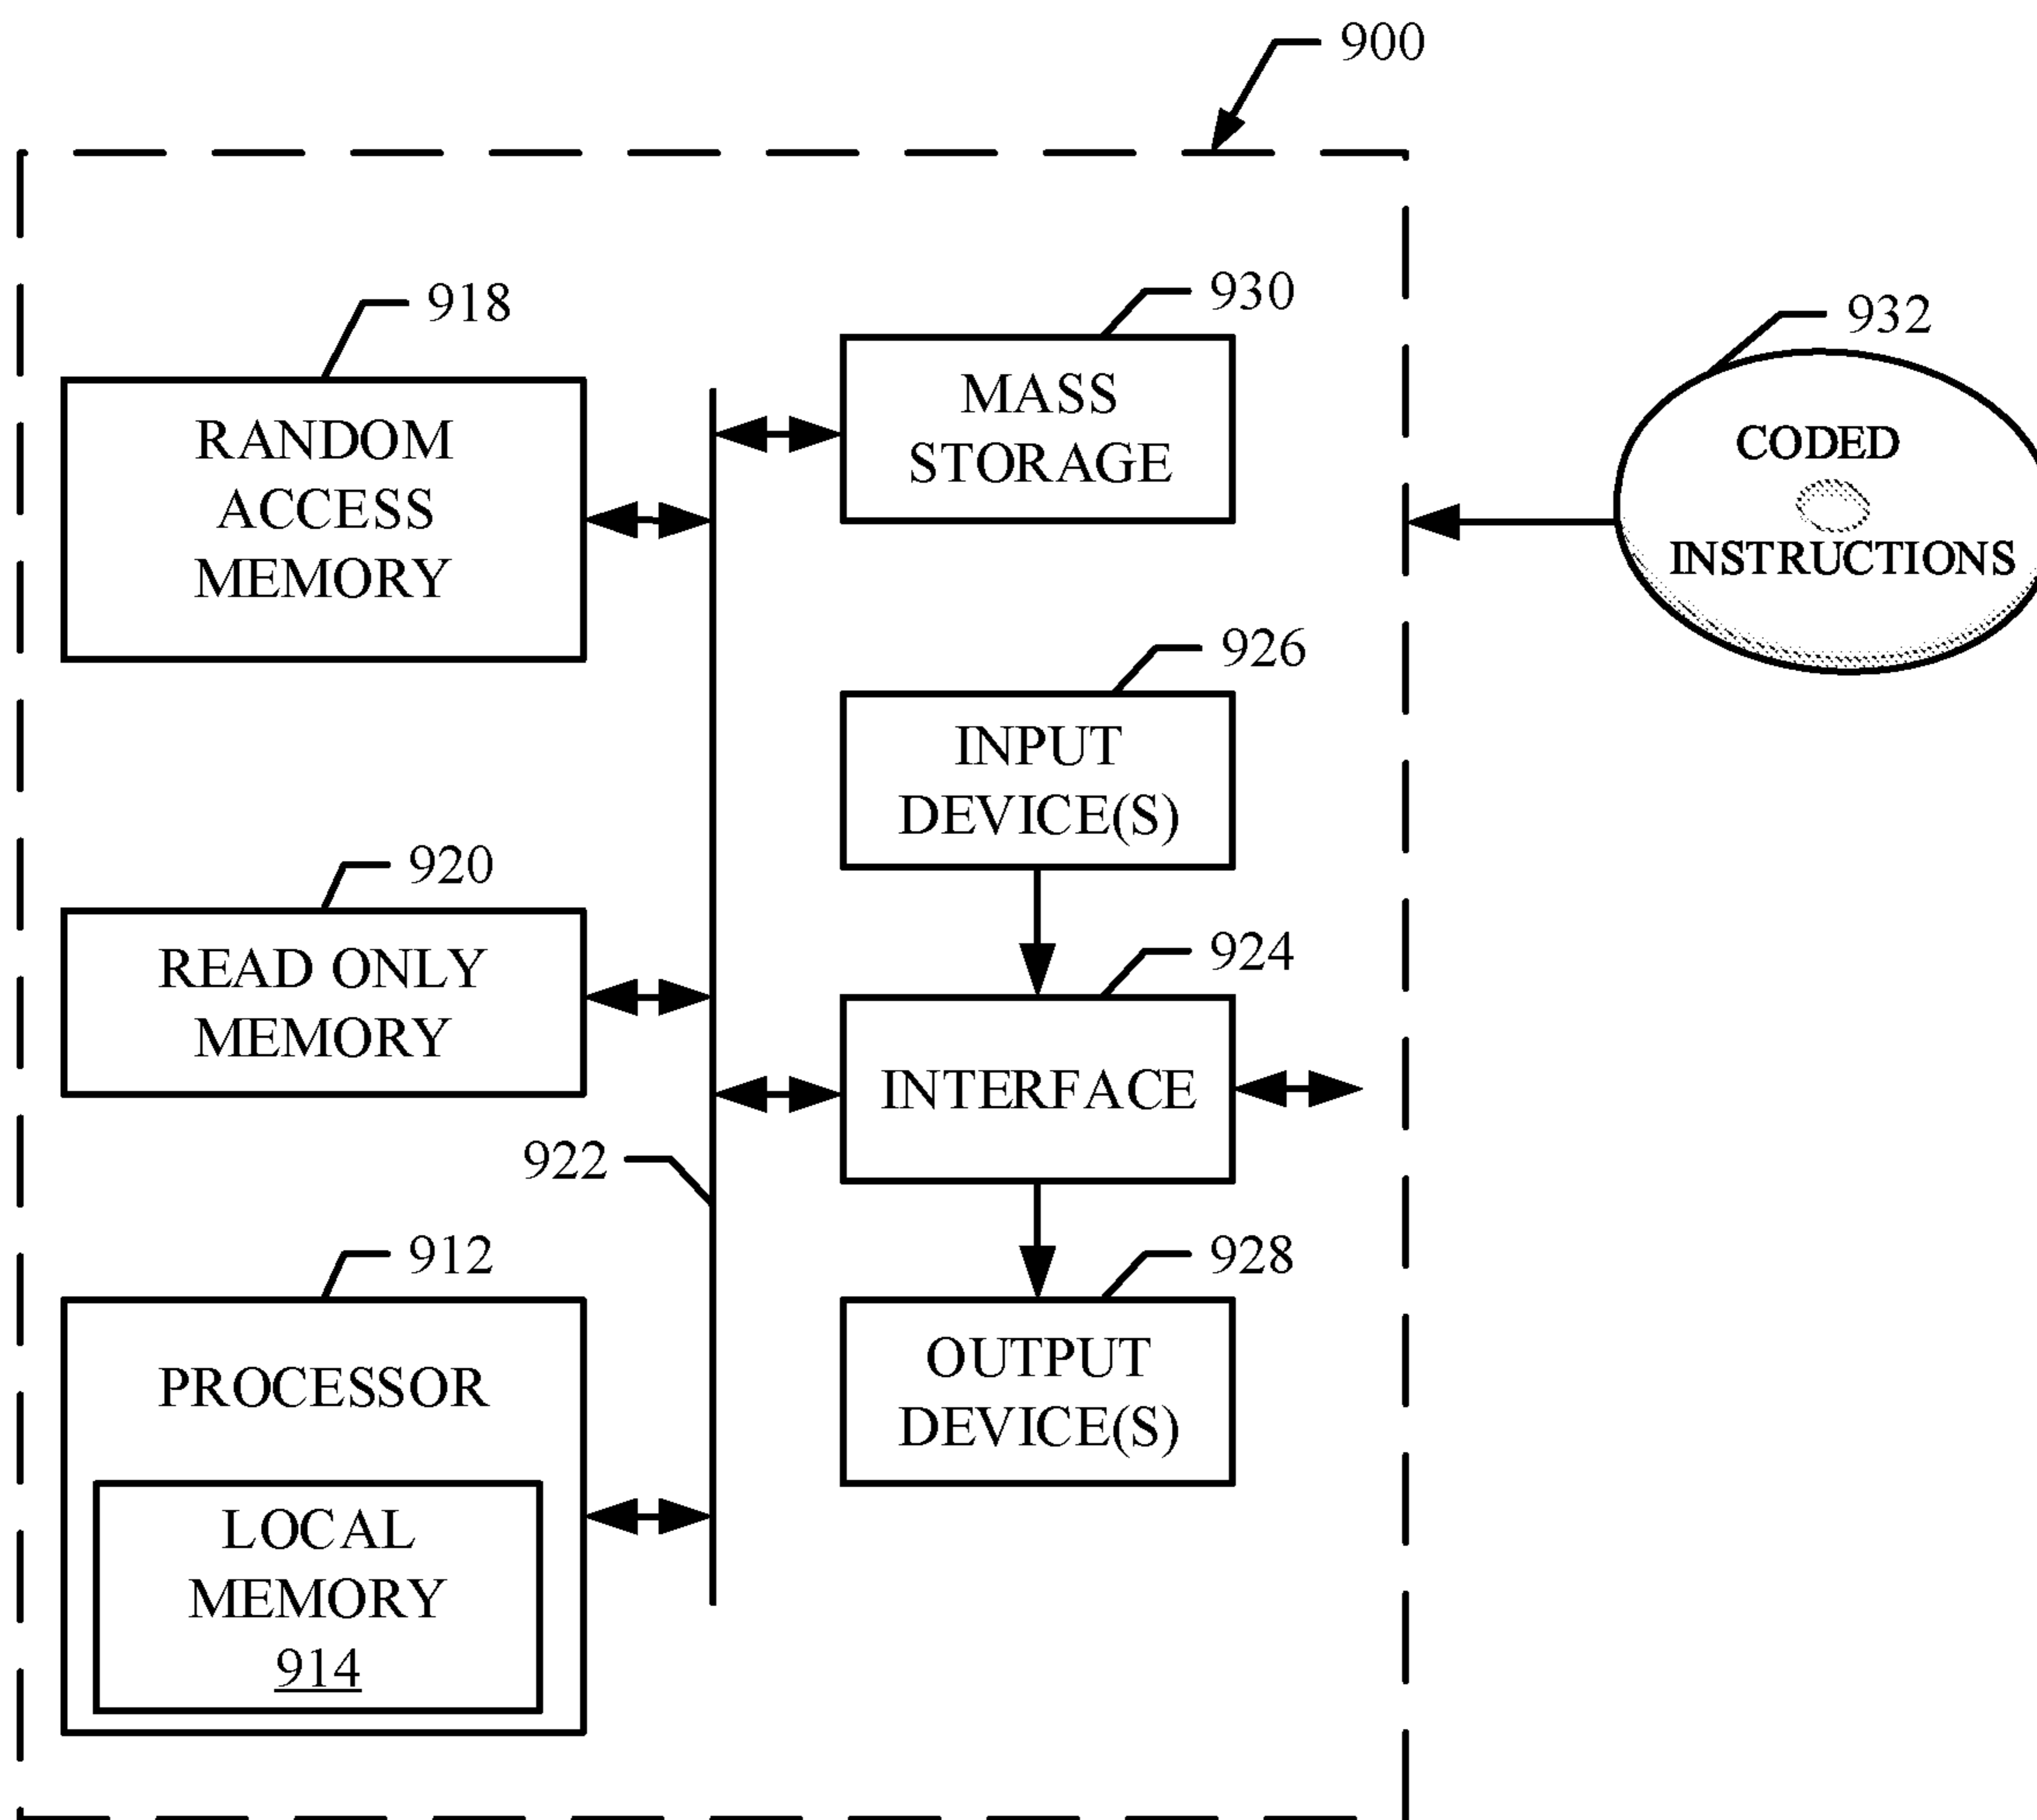 900
918
RANDOM
ACCESS
MEMORY
930
MASS
STORAGE
932
CODED
INSTRUCTIONS
926
INPUT
DEVICE(S)
920
READ ONLY
MEMORY
924
INTERFACE
922
912
PROCESSOR
LOCAL
MEMORY
914
928
OUTPUT
DEVICE(S)